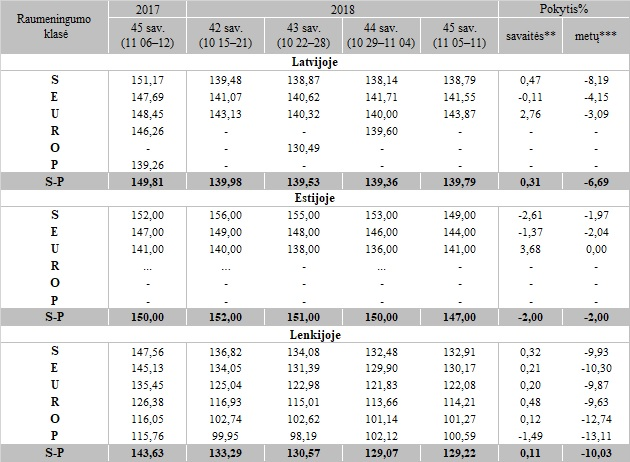 Raumeningumo klasė 2017 2018 Pokytis%
45 sav. (11 06–12) 42 sav. (10 15–21) 43 sav. (10 22–28) 44 sav. (10 29–11 04) 45 sav. (11 05–11) savaitės** metų***
Latvijoje
S 151,17 139,48 138,87 138,14 138,79 0,47 -8,19
E 147,69 141,07 140,62 141,71 141,55 -0,11 -4,15
U 148,45 143,13 140,32 140,00 143,87 2,76 -3,09
R 146,26 - - 139,60 - - -
O - - 130,49 - - - -
P 139,26 - - - - - -
S-P 149,81 139,98 139,53 139,36 139,79 0,31 -6,69
Estijoje
S 152,00 156,00 155,00 153,00 149,00 -2,61 -1,97
E 147,00 149,00 148,00 146,00 144,00 -1,37 -2,04
U 141,00 140,00 138,00 136,00 141,00 3,68 0,00
R ... ... - ... - - -
O - - - - - - -
P - - - - - - -
S-P 150,00 152,00 151,00 150,00 147,00 -2,00 -2,00
Lenkijoje
S 147,56 136,82 134,08 132,48 132,91 0,32 -9,93
E 145,13 134,05 131,39 129,90 130,17 0,21 -10,30
U 135,45 125,04 122,98 121,83 122,08 0,20 -9,87
R 126,38 116,93 115,01 113,66 114,21 0,48 -9,63
O 116,05 102,74 102,62 101,14 101,27 0,12 -12,74
P 115,76 99,95 98,19 102,12 100,59 -1,49 -13,11
S-P 143,63 133,29 130,57 129,07 129,22 0,11 -10,03